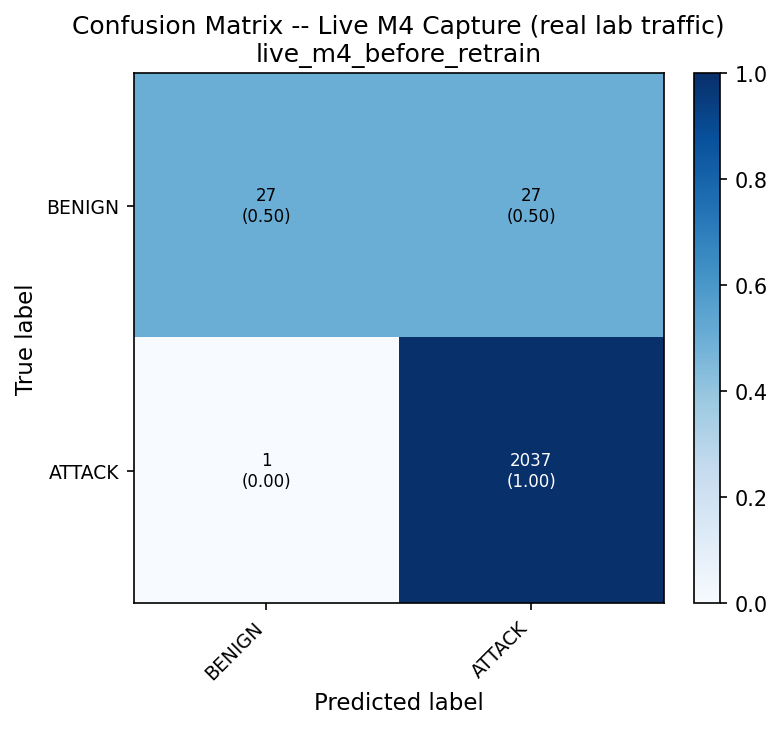 Confusion Matrix -- Live M4 Capture (real lab traffic)
live_m4_before_retrain
True label
BENIGN
ATTACK
27
(0.50)
27
(0.50)
1
(0.00)
2037
(1.00)
BENIGN
ATTACK
Predicted label
1.0
0.8
0.6
0.4
0.2
0.0